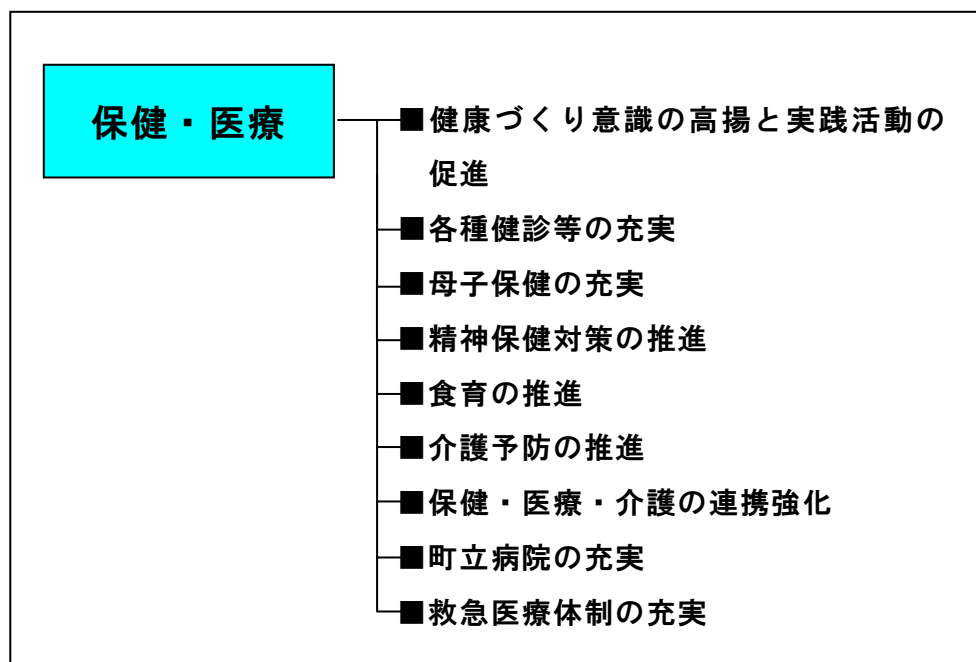 保健・医療
■健康づくり意識の高揚と実践活動の
促進
■各種健診等の充実
■母子保健の充実
■精神保健対策の推進
■食育の推進
■介護予防の推進
■保健・医療・介護の連携強化
■町立病院の充実
■救急医療体制の充実